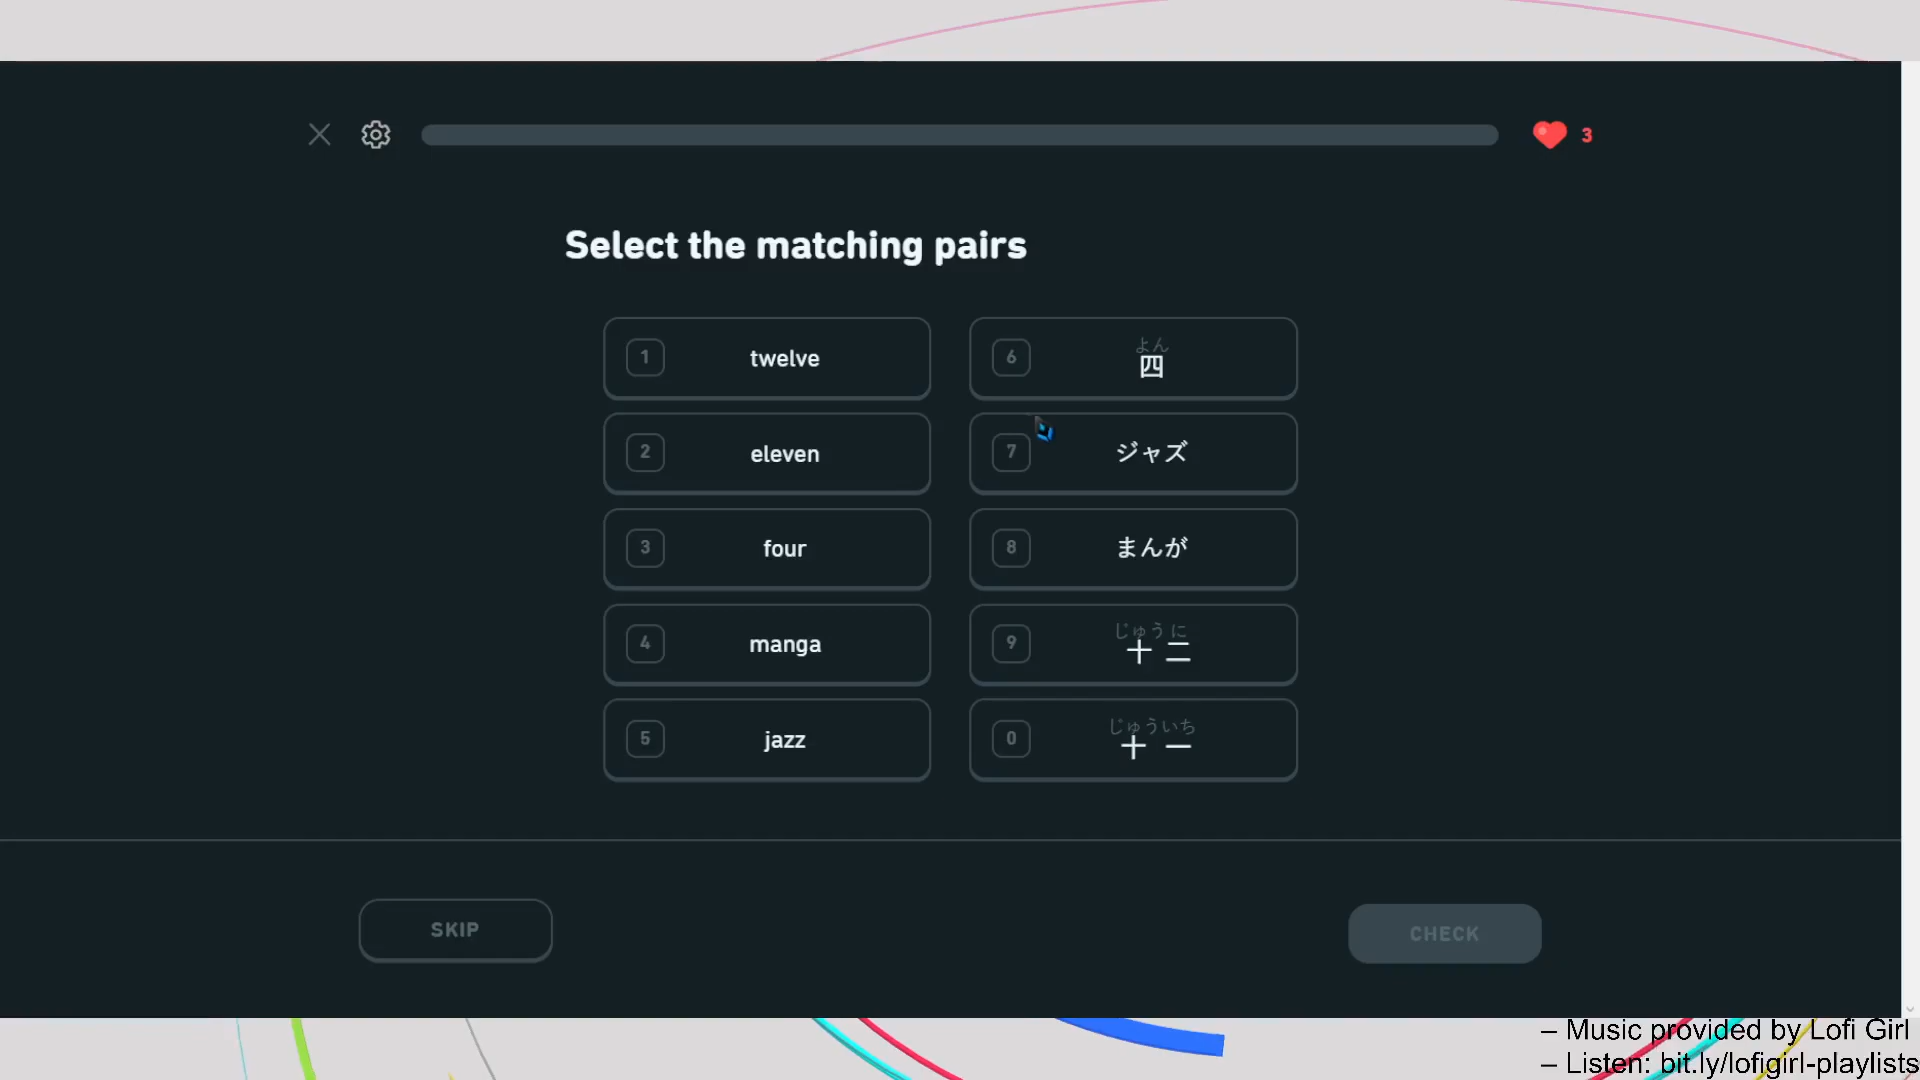 3
Select the matching pairs
1 twelve
6 よん
四
2 eleven
7 ジャズ
3 four
8 まんが
4 manga
9 じゅう に
十 二
5 jazz
0 じゅういち
十 一
SKIP
CHECK
– Music provided by Lofi Girl
– Listen: bit.ly/lofigirl-playlists